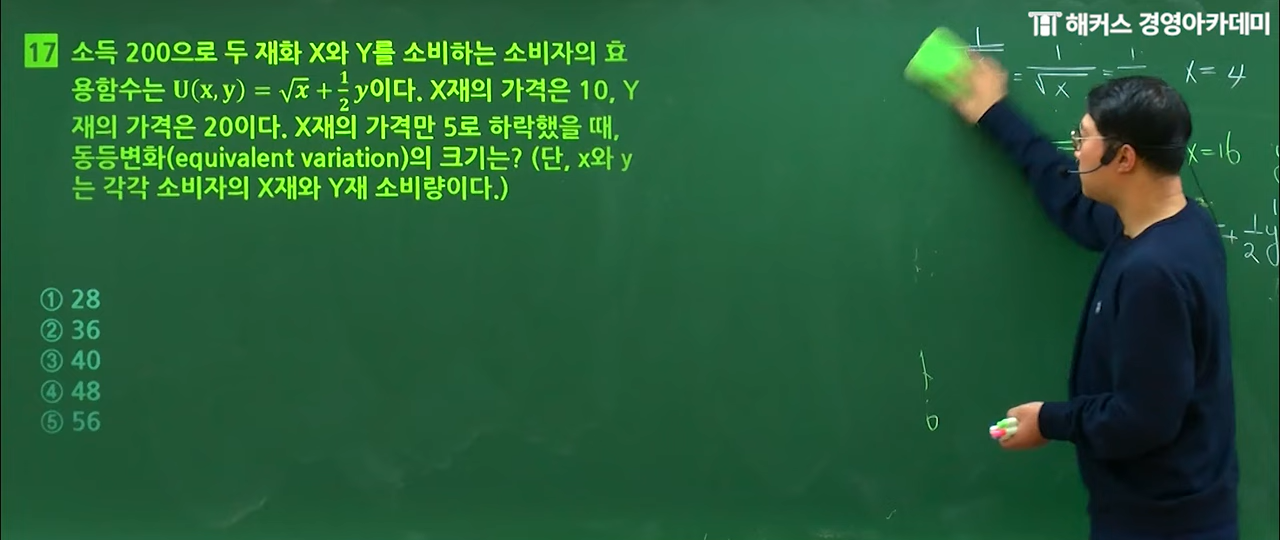 해커스 경영아카데미
17 소득 200으로 두 재화 X와 Y를 소비하는 소비자의 효
용함수는 U(x,y) = √x + 1/2 y이다. X재의 가격은 10, Y
재의 가격은 20이다. X재의 가격만 5로 하락했을 때,
동등변화(equivalent variation)의 크기는? (단, x와 y
는 각각 소비자의 X재와 Y재 소비량이다.)
① 28
② 36
③ 40
④ 48
⑤ 56
= 1/√x = 1/ x = 4
x=16
+ 1/2 y